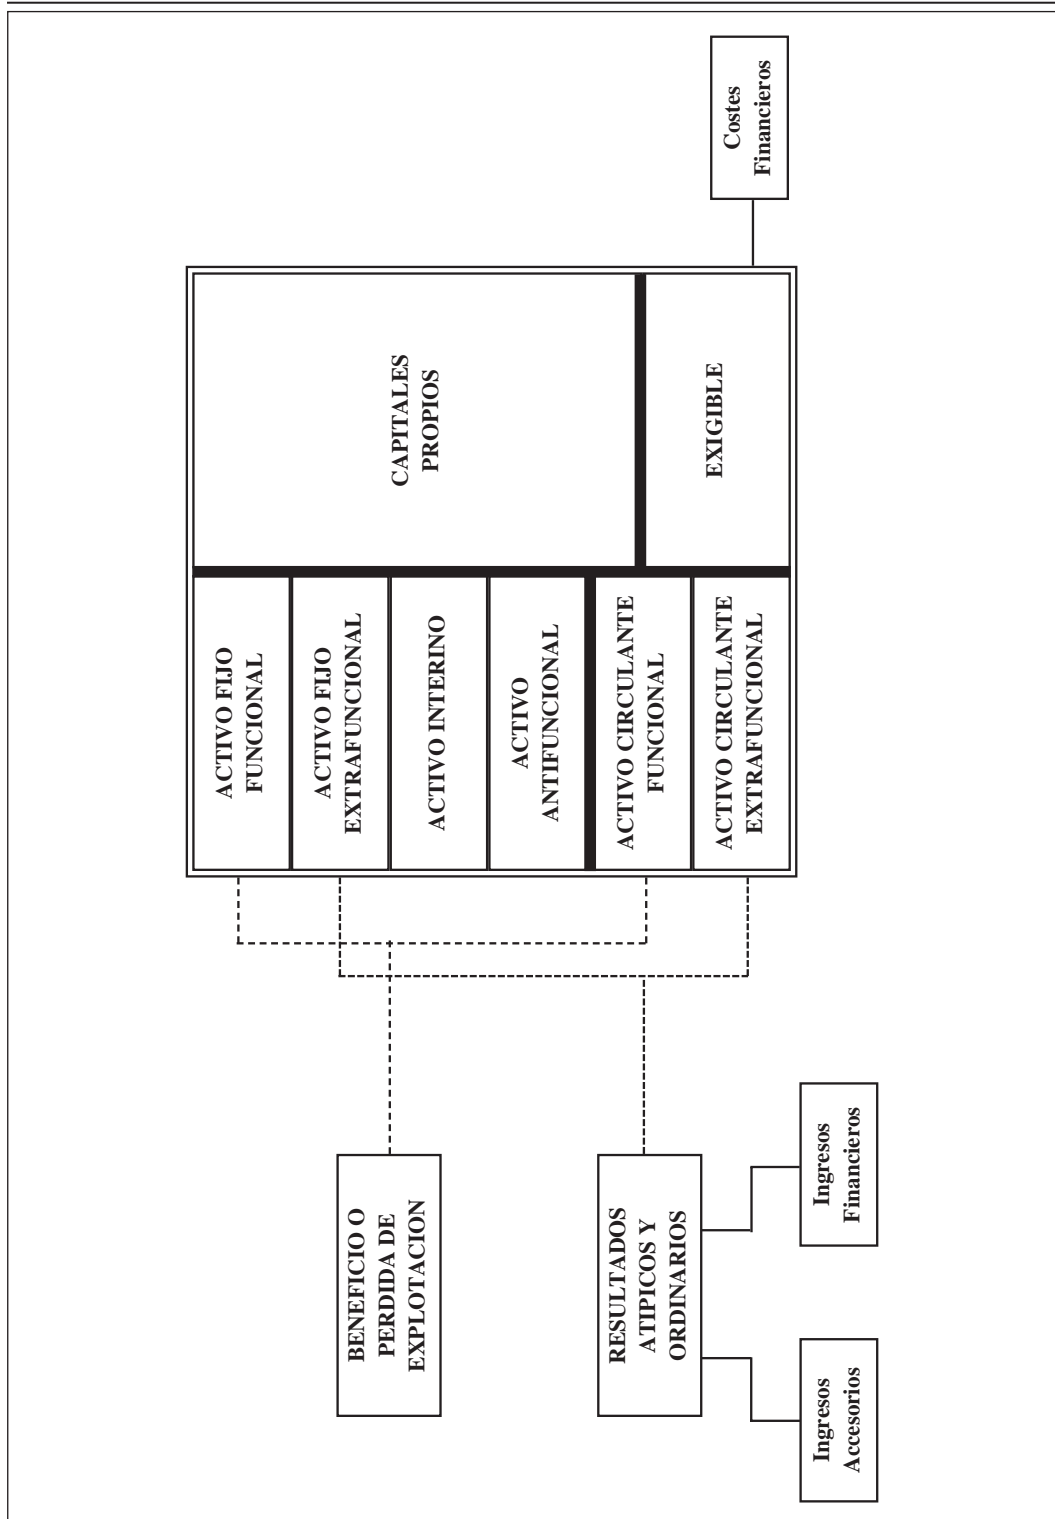 BENEFICIO O
PERDIDA DE
EXPLOTACION
RESULTADOS
ATIPICOS Y
ORDINARIOS
Ingresos
Accesorios
Ingresos
Financieros
ACTIVO FIJO
FUNCIONAL
ACTIVO FIJO
EXTRAFUNCIONAL
ACTIVO INTERINO
ACTIVO
ANTIFUNCIONAL
ACTIVO CIRCULANTE
FUNCIONAL
ACTIVO CIRCULANTE
EXTRAFUNCIONAL
CAPITALES
PROPIOS
EXIGIBLE
Costes
Financieros